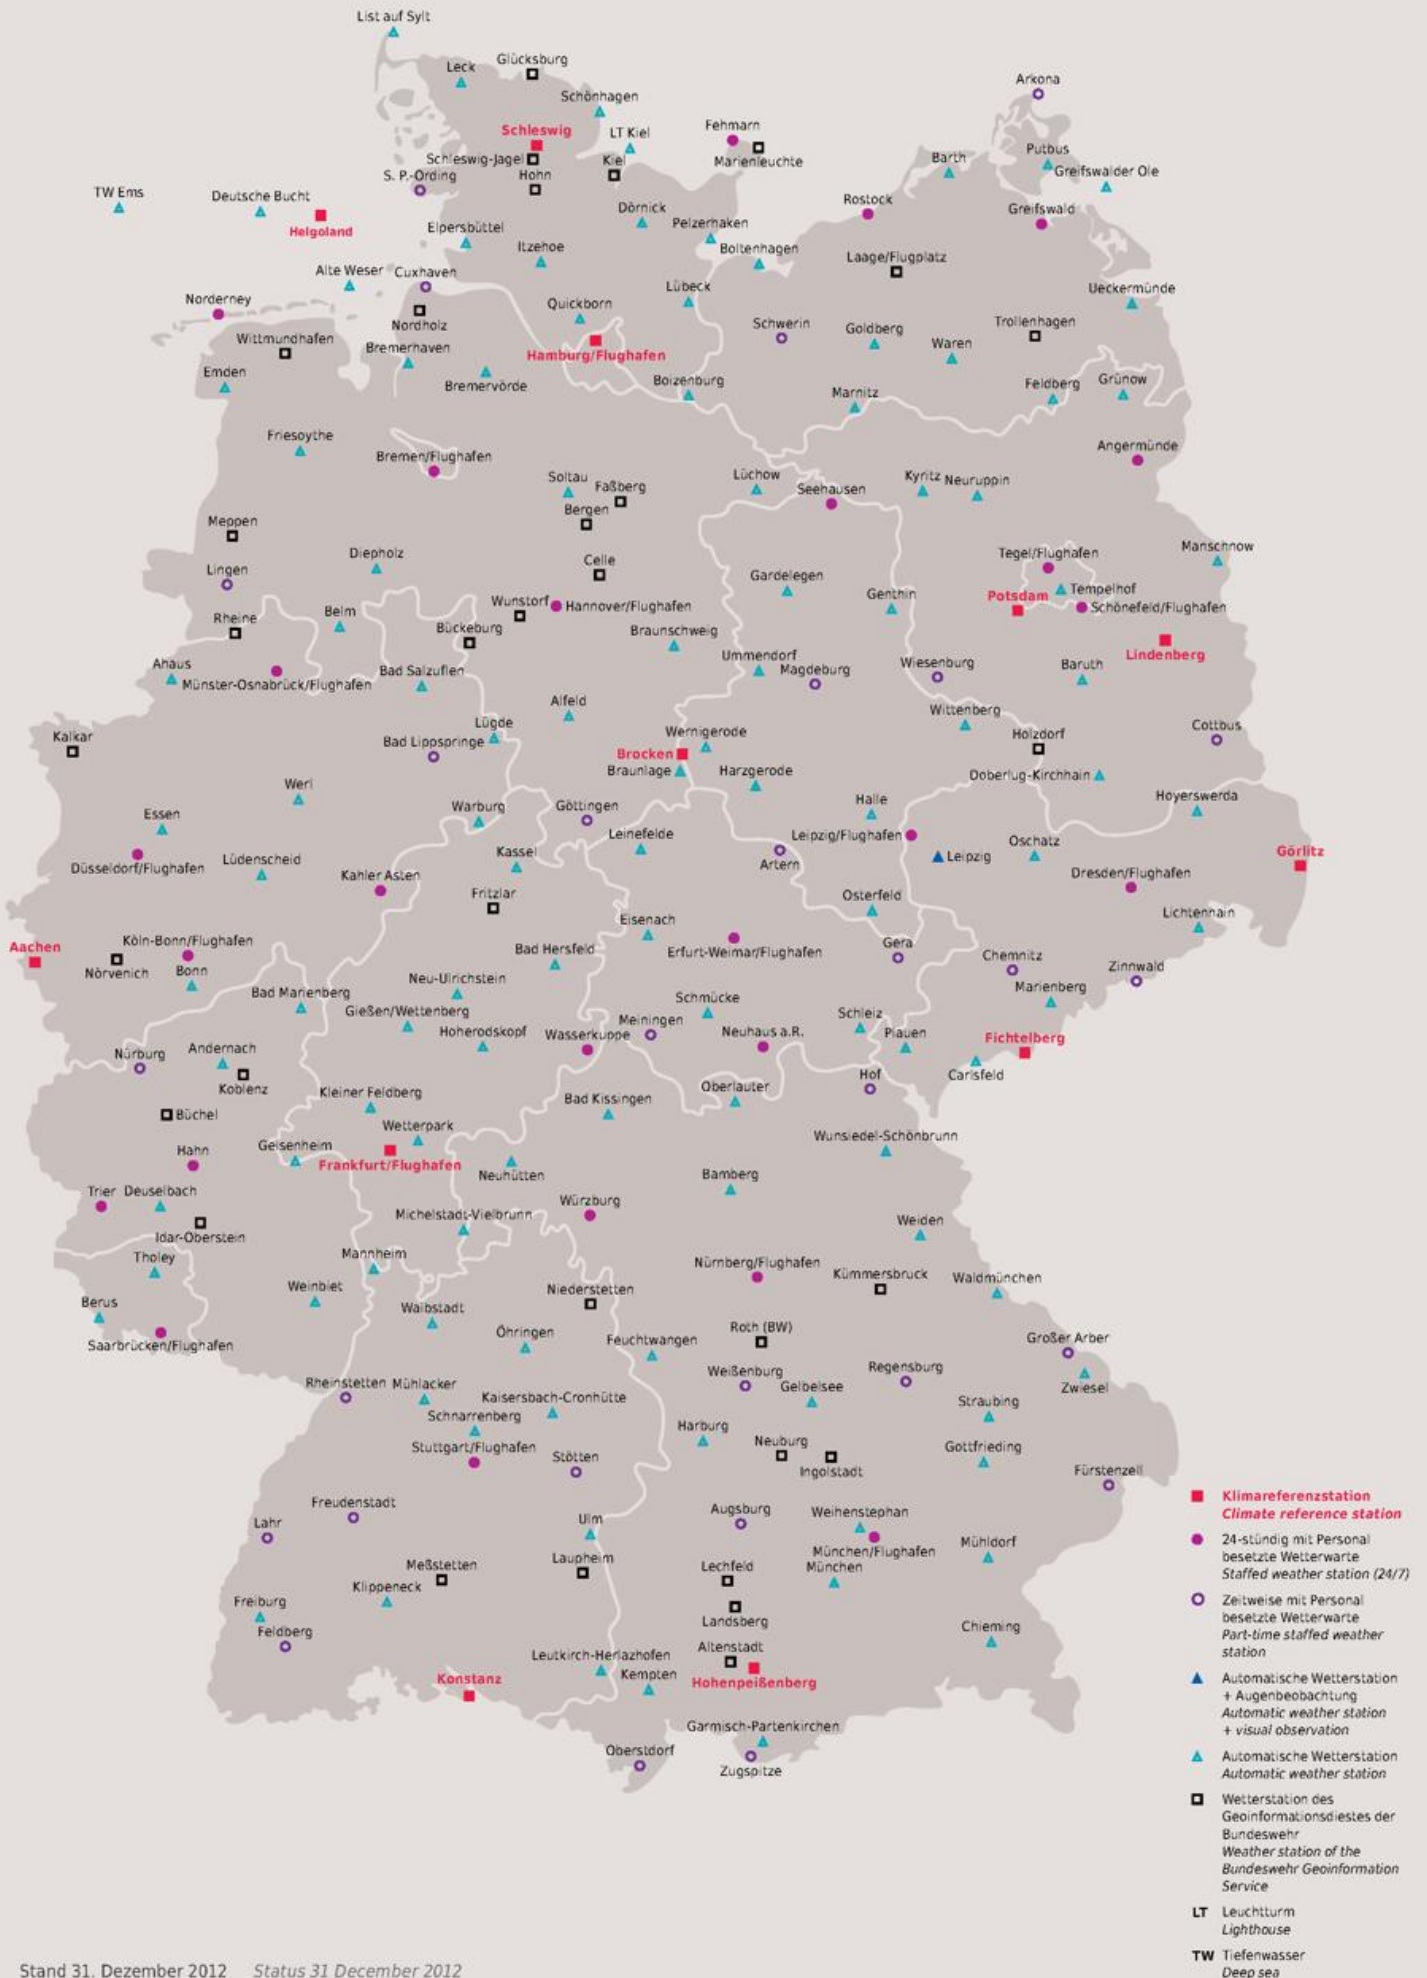 List auf Sylt
Glücksburg
Leck
Arkona
Schönhagen
Fehmarn
Schleswig
LT Kiel
Putbus
Schleswig-Jagel
Kiel
Marienleuchte
Barth
Greifswalder Oie
S. P.-Ording
Hohn
TW Ems
Deutsche Bucht
Rostock
Dörnick
Greifswald
Helgoland
Elpersbüttel
Pelzerhaken
Itzehoe
Boltenhagen
Laage/Flugplatz
Alte Weser
Cuxhaven
Lübeck
Ueckermünde
Norderney
Quickborn
Schwerin
Trollenhagen
Nordholz
Goldberg
Wittmundhafen
Bremerhaven
Hamburg/Flughafen
Waren
Emden
Bremervörde
Boizenburg
Feldberg
Grünow
Marnitz
Friesoythe
Angermünde
Bremen/Flughafen
Soltau
Faßberg
Lüchow
Seehausen
Kyritz
Neuruppin
Bergen
Meppen
Manschnow
Diepholz
Celle
Tegel/Flughafen
Lingen
Gardelegen
Genthin
Potsdam
Tempelhof
Wunstorf
Hannover/Flughafen
Schönefeld/Flughafen
Rheine
Belm
Bückeburg
Braunschweig
Ummendorf
Lindenberg
Ahaus
Münster-Osnabrück/Flughafen
Bad Salzuflen
Magdeburg
Wiesenburg
Baruth
Alfeld
Wittenberg
Kalkar
Lügde
Bad Lippspringe
Wernigerode
Holzdorf
Cottbus
Brocken
Braunlage
Harzgerode
Doberlug-Kirchhain
Werl
Halle
Hoyerswerda
Essen
Warburg
Göttingen
Leinefelde
Leipzig/Flughafen
Oschatz
Düsseldorf/Flughafen
Lüdenscheid
Kassel
Artern
Leipzig
Görlitz
Kahler Asten
Dresden/Flughafen
Fritzlar
Osterfeld
Eisenach
Lichtenhain
Aachen
Köln-Bonn/Flughafen
Bad Hersfeld
Erfurt-Weimar/Flughafen
Gera
Chemnitz
Nörvenich
Bonn
Neu-Ulrichstein
Zinnwald
Bad Marienberg
Schmücke
Marienberg
Gießen/Wettenberg
Meiningen
Schleiz
Hoherodskopf
Wasserkuppe
Neuhaus a.R.
Plauen
Fichtelberg
Nürburg
Andernach
Koblenz
Hof
Carlsfeld
Kleiner Feldberg
Bad Kissingen
Oberlauter
Büchel
Wetterpark
Hahn
Geisenheim
Wunsiedel-Schönbrunn
Frankfurt/Flughafen
Neuhütten
Bamberg
Trier
Deuselbach
Würzburg
Michelstadt-Vielbrunn
Weiden
Idar-Oberstein
Tholey
Mannheim
Nürnberg/Flughafen
Kümmersbruck
Waldmünchen
Weinbiet
Niederstetten
Berus
Waibstadt
Saarbrücken/Flughafen
Öhringen
Feuchtwangen
Roth (BW)
Großer Arber
Weißenburg
Regensburg
Rheinstetten
Mühlacker
Gelbelsee
Zwiesel
Kaisersbach-Cronhütte
Straubing
Schnarrenberg
Harburg
Stuttgart/Flughafen
Neuburg
Gottfrieding
Stötten
Ingolstadt
Fürstenzell
Freudenstadt
Augsburg
Weihenstephan
Lahr
Ulm
München/Flughafen
Mühldorf
Meßstetten
Laupheim
Lechfeld
München
Klippeneck
Freiburg
Landsberg
Feldberg
Chieming
Leutkirch-Herlazhofen
Altenstadt
Konstanz
Kempten
Hohenpeißenberg
Garmisch-Partenkirchen
Oberstdorf
Zugspitze
Klimareferenzstation
Climate reference station
24-stündig mit Personal
besetzte Wetterwarte
Staffed weather station (24/7)
Zeitweise mit Personal
besetzte Wetterwarte
Part-time staffed weather
station
Automatische Wetterstation
+ Augenbeobachtung
Automatic weather station
+ visual observation
Automatische Wetterstation
Automatic weather station
Wetterstation des
Geoinformationsdiestes der
Bundeswehr
Weather station of the
Bundeswehr Geoinformation
Service
LT Leuchtturm
Lighthouse
TW Tiefenwasser
Deep sea
Stand 31. Dezember 2012 Status 31 December 2012